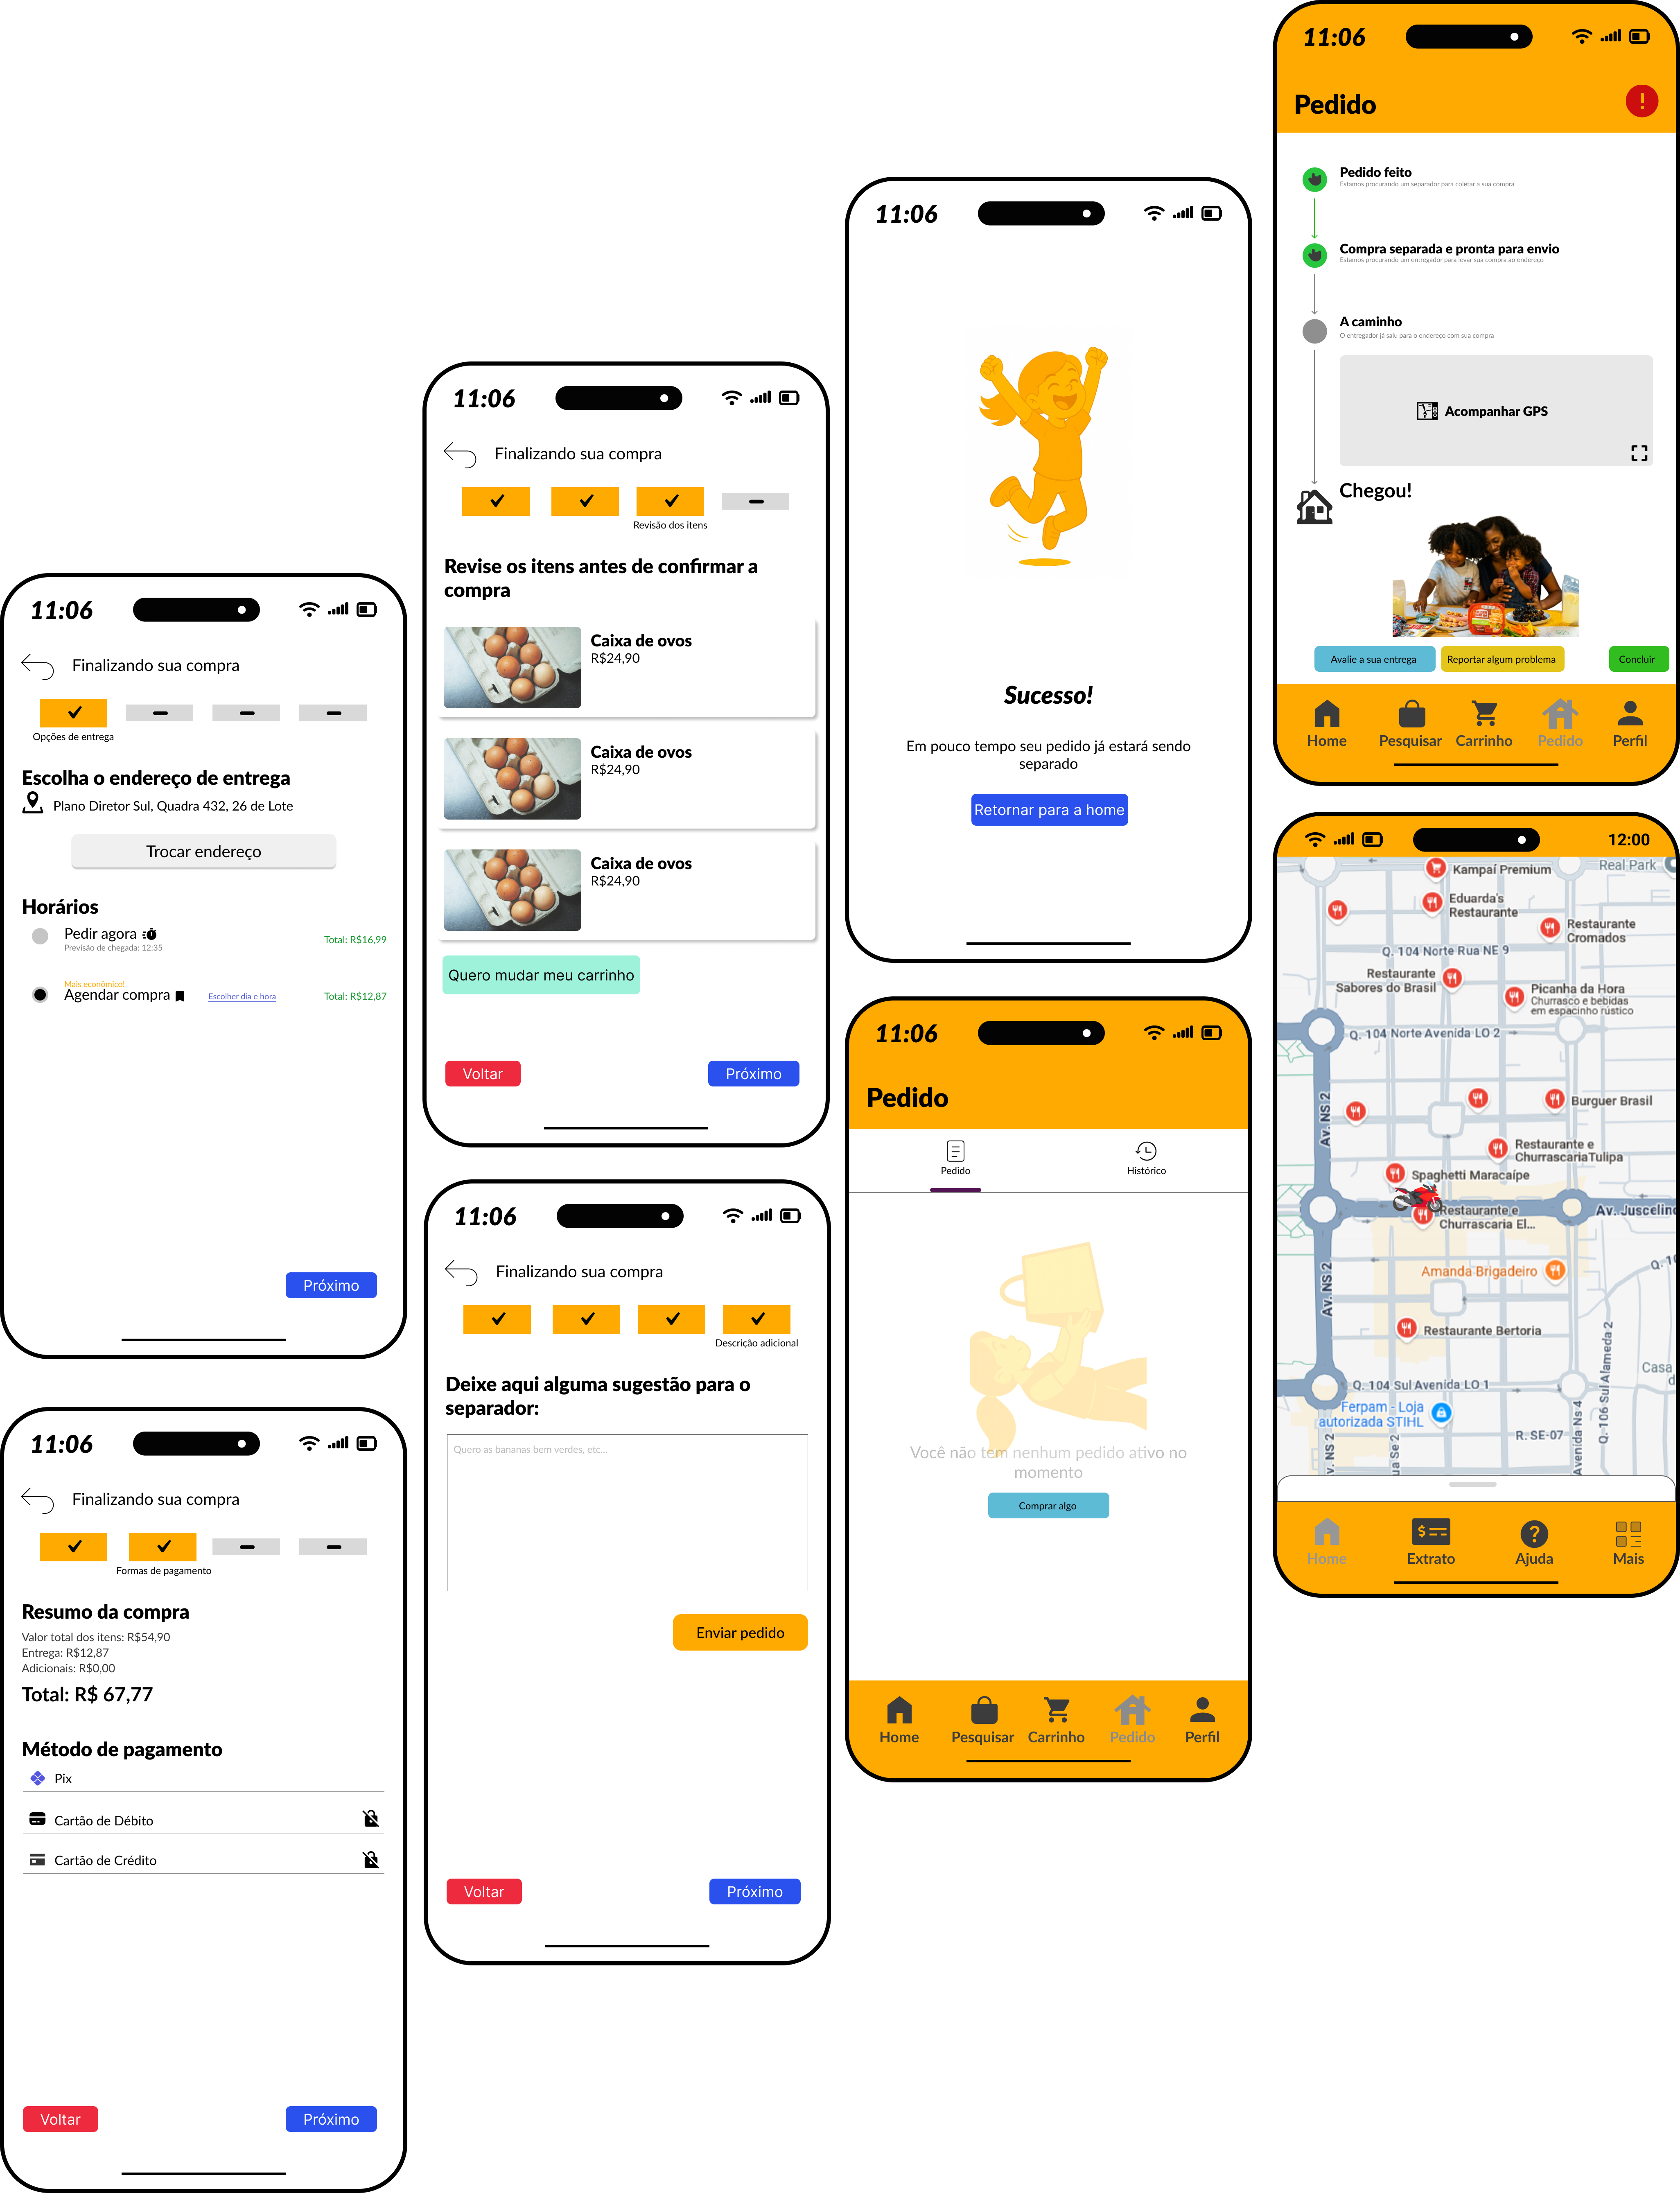 11:06
Finalizando sua compra
Opções de entrega
Escolha o endereço de entrega
Plano Diretor Sul, Quadra 432, 26 de Lote
Trocar endereço
Horários
Pedir agora
Previsão de chegada: 12:35
Total: R$16,99
Mais econômico!
Agendar compra
Escolher dia e hora
Total: R$12,87
Próximo
11:06
Finalizando sua compra
Formas de pagamento
Resumo da compra
Valor total dos itens: R$54,90
Entrega: R$12,87
Adicionais: R$0,00
Total: R$ 67,77
Método de pagamento
Pix
Cartão de Débito
Cartão de Crédito
Voltar
Próximo
11:06
Finalizando sua compra
Revisão dos itens
Revise os itens antes de confirmar a
compra
Caixa de ovos
R$24,90
Caixa de ovos
R$24,90
Caixa de ovos
R$24,90
Quero mudar meu carrinho
Voltar
Próximo
11:06
Finalizando sua compra
Descrição adicional
Deixe aqui alguma sugestão para o
separador:
Quero as bananas bem verdes, etc...
Enviar pedido
Voltar
Próximo
11:06
Sucesso!
Em pouco tempo seu pedido já estará sendo
separado
Retornar para a home
11:06
Pedido
Pedido
Histórico
Você não tem nenhum pedido ativo no
momento
Comprar algo
Home
Pesquisar
Carrinho
Pedido
Perfil
11:06
Pedido
!
Pedido feito
Estamos procurando um separador para coletar a sua compra
Compra separada e pronta para envio
Estamos procurando um entregador para levar sua compra ao endereço
A caminho
O entregador já saiu para o endereço com sua compra
Acompanhar GPS
Chegou!
Avalie a sua entrega
Reportar algum problema
Concluir
Home
Pesquisar
Carrinho
Pedido
Perfil
12:00
Kampaí Premium
Real Park
Eduarda's
Restaurante
Restaurante
Cromados
Q. 104 Norte Rua NE 9
Restaurante
Sabores do Brasil
Picanha da Hora
Churrasco e bebidas
em espacinho rústico
Q. 104 Norte Avenida LO 2
Av. NS 2
Burguer Brasil
Restaurante e
Churrascaria Tulipa
Spaghetti Maracaípe
Restaurante e
Churrascaria El...
Av. Juscelino
Av. NS 2
Amanda Brigadeiro
Q. 1
Restaurante Bertoria
Q. 106 Sul Alameda 2
Casa
d
Q. 104 Sul Avenida LO 1
Ferpam - Loja
autorizada STIHL
Avenida Ns 4
R. SE-07
v. NS 2
ua Se 2
Home
Extrato
Ajuda
Mais